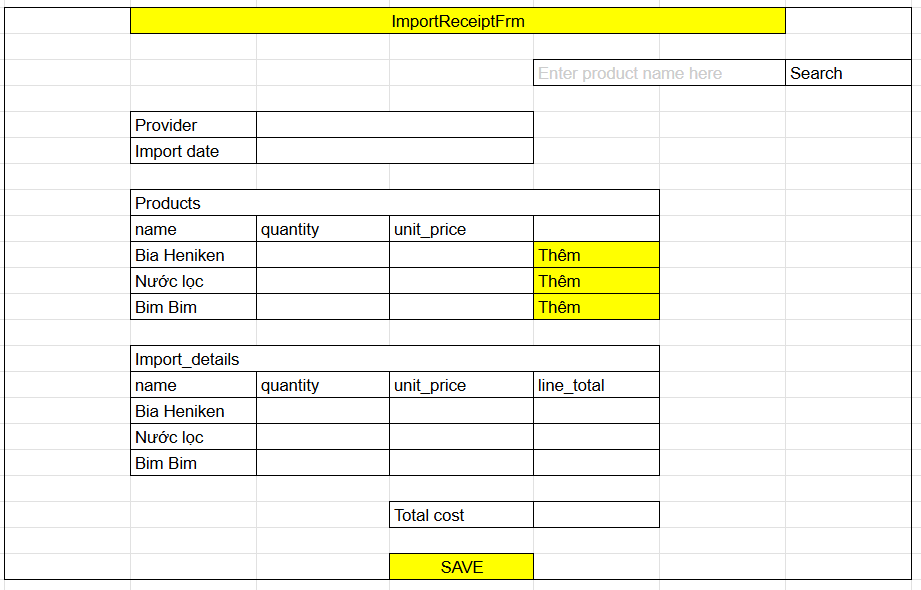 ImportReceiptFrm
Enter product name here Search
Provider
Import date
Products
name quantity unit_price
Bia Heniken Thêm
Nước lọc Thêm
Bim Bim Thêm
Import_details
name quantity unit_price line_total
Bia Heniken
Nước lọc
Bim Bim
Total cost
SAVE